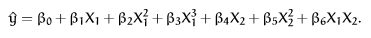 ŷ = β₀ + β₁X₁ + β₂X₁² + β₃X₁³ + β₄X₂ + β₅X₂² + β₆X₁X₂.